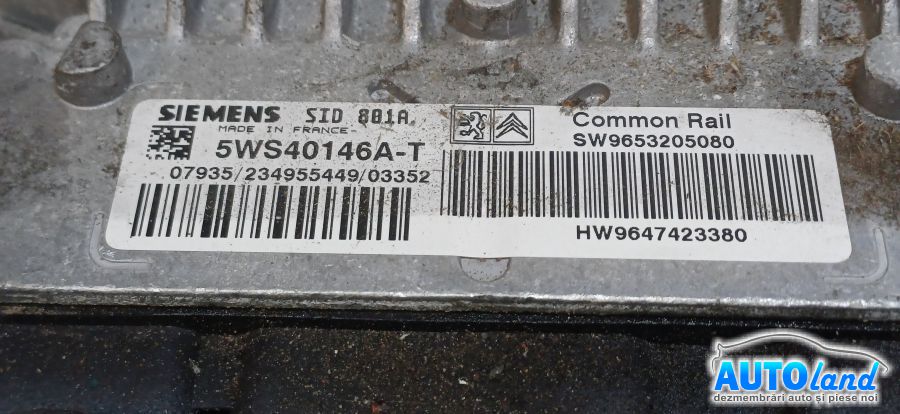 SIEMENS SID 801A
MADE IN FRANCE-
5WS40146A-T
07935/234955449/03352
Common Rail
SW9653205080
HW9647423380
AUTOland
dezmembrări auto și piese noi